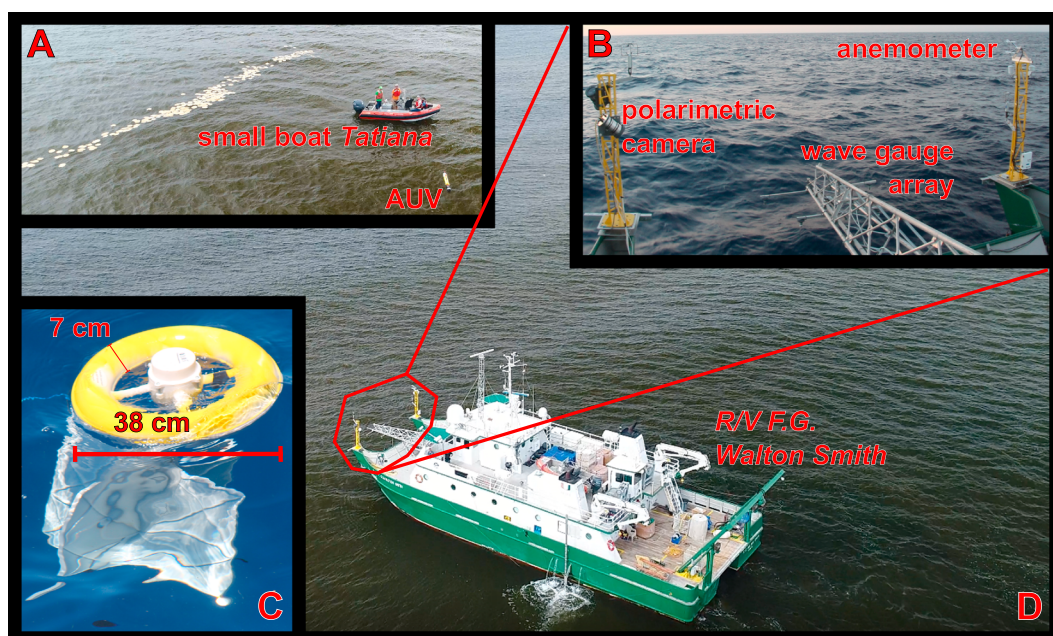 A
small boat Tatiana
AUV
B
anemometer
polarimetric
camera
wave gauge
array
7 cm
38 cm
C
R/V F.G.
Walton Smith
D